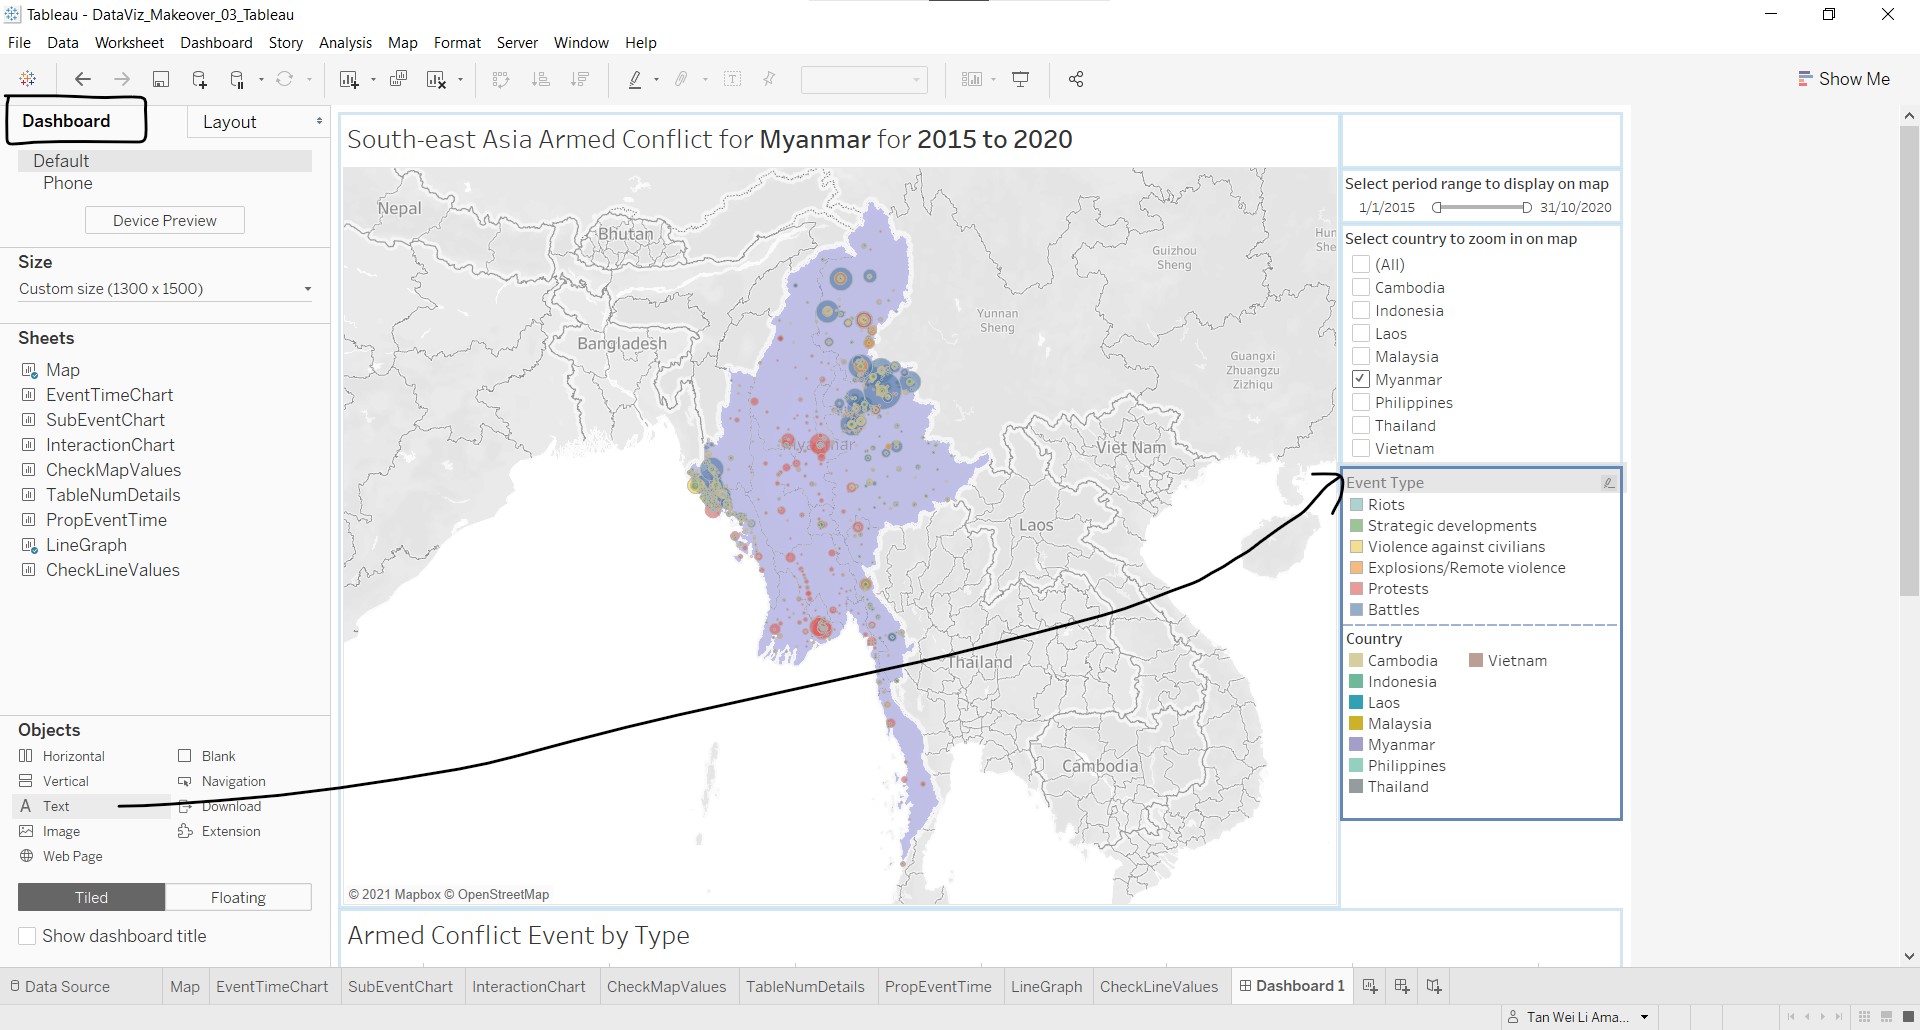 Tableau - DataViz_Makeover_03_Tableau
File Data Worksheet Dashboard Story Analysis Map Format Server Window Help
Show Me
Dashboard
Layout
Default
Phone
Device Preview
Size
Custom size (1300 x 1500)
Sheets
Map
EventTimeChart
SubEventChart
InteractionChart
CheckMapValues
TableNumDetails
PropEventTime
LineGraph
CheckLineValues
Objects
Horizontal
Blank
Vertical
Navigation
Text
Download
Image
Extension
Web Page
Tiled
Floating
Show dashboard title
South-east Asia Armed Conflict for Myanmar for 2015 to 2020
Nepal
Bhutan
Guizhou
Sheng
Hun
She
Yunnan
Sheng
Bangladesh
Guangxi
Zhuangzu
Zizhiqu
Myanmar
Viet Nam
Laos
Thailand
Cambodia
© 2021 Mapbox © OpenStreetMap
Select period range to display on map
1/1/2015
31/10/2020
Select country to zoom in on map
(All)
Cambodia
Indonesia
Laos
Malaysia
Myanmar
Philippines
Thailand
Vietnam
Event Type
Riots
Strategic developments
Violence against civilians
Explosions/Remote violence
Protests
Battles
Country
Cambodia
Vietnam
Indonesia
Laos
Malaysia
Myanmar
Philippines
Thailand
Armed Conflict Event by Type
Data Source
Map
EventTimeChart
SubEventChart
InteractionChart
CheckMapValues
TableNumDetails
PropEventTime
LineGraph
CheckLineValues
Dashboard 1
Tan Wei Li Ama...